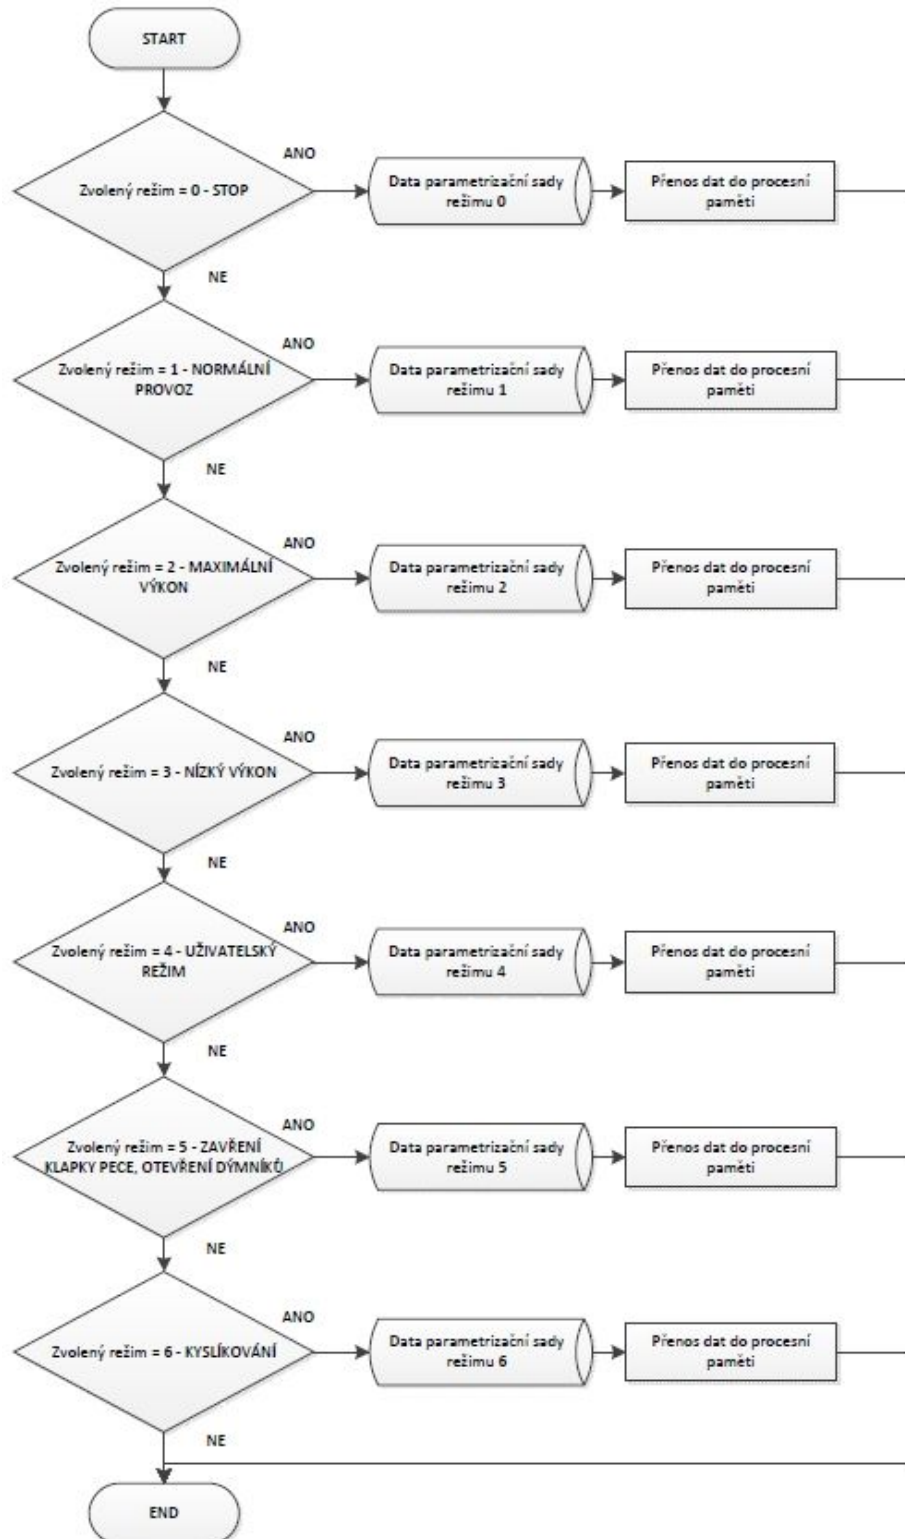 START
ANO
Zvolený režim = 0 - STOP
Data parametrizační sady
režimu 0
Přenos dat do procesní
paměti
NE
ANO
Zvolený režim = 1 - NORMÁLNÍ
PROVOZ
Data parametrizační sady
režimu 1
Přenos dat do procesní
paměti
NE
ANO
Zvolený režim = 2 - MAXIMÁLNÍ
VÝKON
Data parametrizační sady
režimu 2
Přenos dat do procesní
paměti
NE
ANO
Zvolený režim = 3 - NÍZKÝ VÝKON
Data parametrizační sady
režimu 3
Přenos dat do procesní
paměti
NE
ANO
Zvolený režim = 4 - UŽIVATELSKÝ
REŽIM
Data parametrizační sady
režimu 4
Přenos dat do procesní
paměti
NE
ANO
Zvolený režim = 5 - ZAVŘENÍ
KLAPKY PECE, OTEVŘENÍ DÝMNÍKŮ
Data parametrizační sady
režimu 5
Přenos dat do procesní
paměti
NE
ANO
Zvolený režim = 6 - KYSLÍKOVÁNÍ
Data parametrizační sady
režimu 6
Přenos dat do procesní
paměti
NE
END